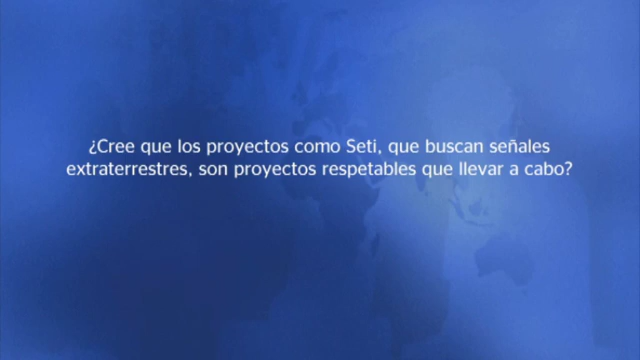 ¿Cree que los proyectos como Seti, que buscan señales
extraterrestres, son proyectos respetables que llevar a cabo?